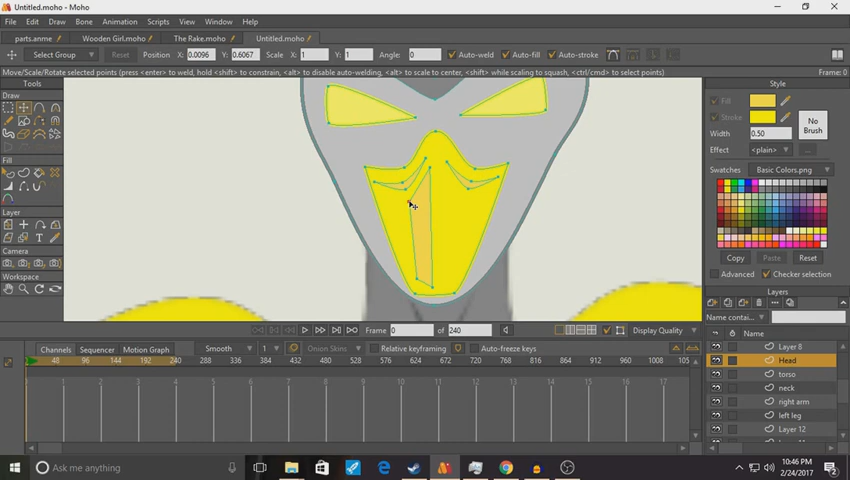 Untitled.moho - Moho
File Edit Draw Bones Animation Scripts View Window Help
parts.anme Wooden Girl.moho The Rake.moho Untitled.moho
Select Group Reset Position X 0.0096 Y 0.6067 Scale X 1 Y 1 Angle: 0 Auto-weld Auto-fill Auto-stroke
Move/Scale/Rotate selected points (press enter> to weld, hold <shift> to constrain, <alt> to disable auto-welding, <alt> to scale to center, <shift> while scaling to squash, <ctrl/cmd> to select points) Frame: 0
Tools
Draw
Fill
Layer
Camera
Workspace
Style
Fill
Stroke
No Brush
Width 0.50
Effect <plain>
Swatches Basic Colors.png
Copy Paste Reset
Advanced Checker selection
Layers
Name contai...
Name
Layer 8
Head
torso
neck
right arm
left leg
Layer 12
Frame 0 of 240 Display Quality
Channels Sequencer Motion Graph Smooth 1 Onion Skins Relative keyframing Auto-freeze keys
48 96 144 192 240 288 336 384 432 480 528 576 624 672 720 768 816 864 912 960 1008 105
1 2 3 4 5 6 7 8 9 10 11 12 13 14 15 16 17
Ask me anything
10:46 PM
2/24/2017